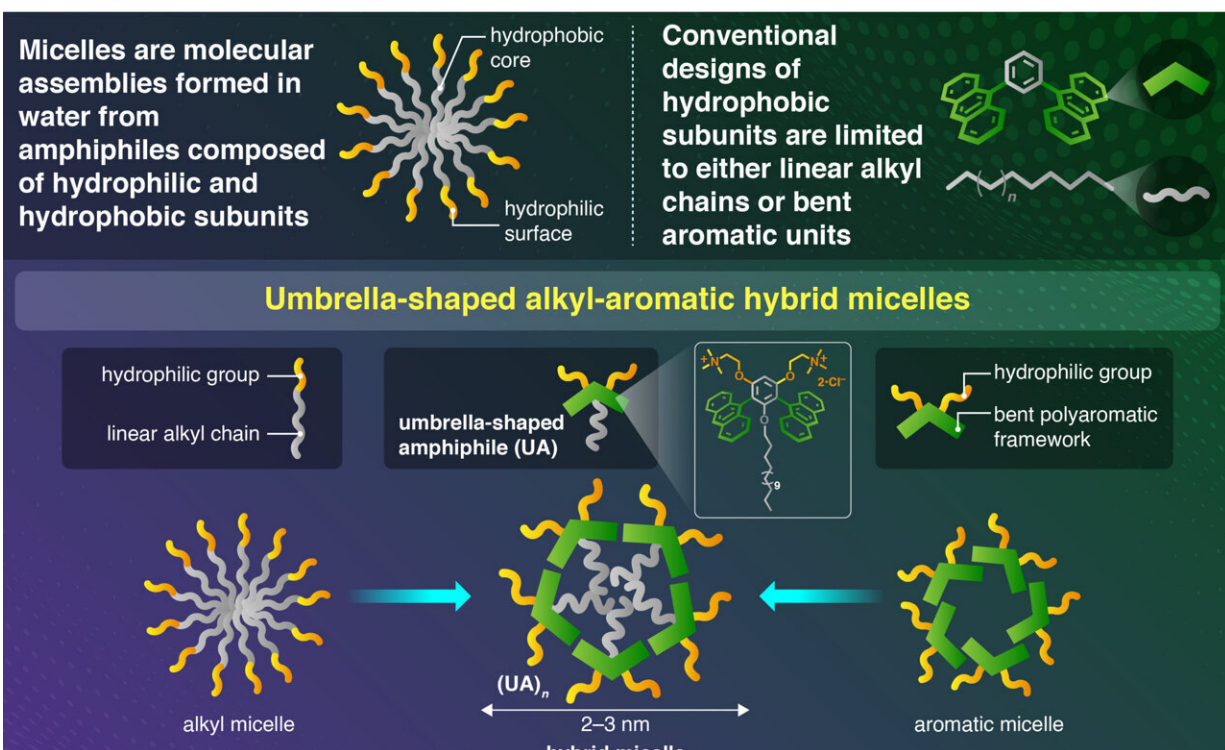 Micelles are molecular
assemblies formed in
water from
amphiphiles composed
of hydrophilic and
hydrophobic subunits
hydrophobic
core
hydrophilic
surface
Conventional
designs of
hydrophobic
subunits are limited
to either linear alkyl
chains or bent
aromatic units
n
Umbrella-shaped alkyl-aromatic hybrid micelles
hydrophilic group
linear alkyl chain
umbrella-shaped
amphiphile (UA)
+N
N+
O
O
2·Cl⁻
O
9
hydrophilic group
bent polyaromatic
framework
alkyl micelle
(UA)n
2–3 nm
hybrid micelle
aromatic micelle